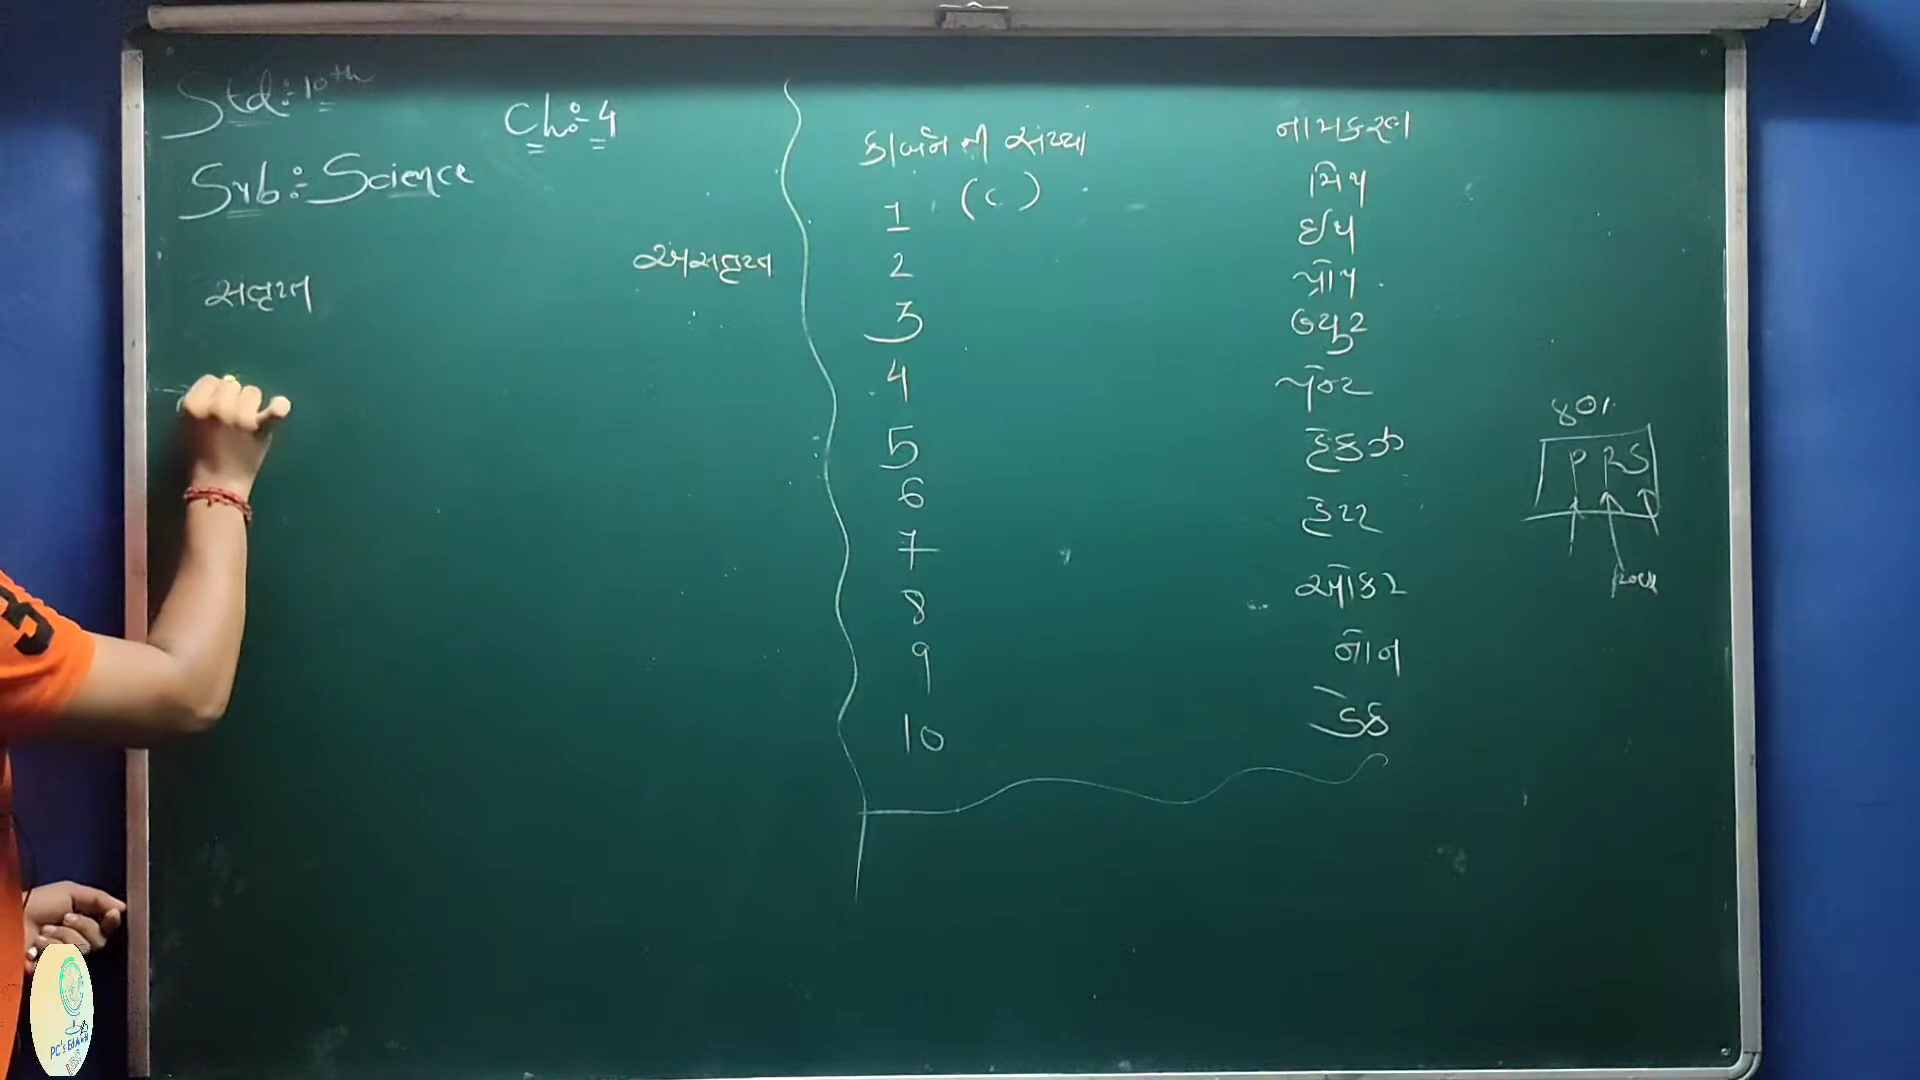 Std:- 10th
Ch:- 4
Sub:- Science
સંતૃપ્ત
અસંતૃપ્ત
કાર્બનની સંખ્યા
(C)
નામકરણ
1 મિથ
2 ઇથ
3 પ્રોપ
4 બ્યુટ
5 પેન્ટ
6 હેક્ઝ
7 હેપ્ટ
8 ઓક્ટ
9 નોન
10 ડેક
P R S
PC's